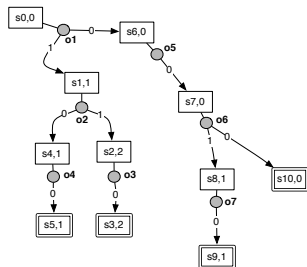 s0,0
o1
0
s6,0
o5
1
0
s1,1
s7,0
o2
o6
0
1
1
0
s4,1
s2,2
s8,1
s10,0
o4
o3
o7
0
0
0
s5,1
s3,2
s9,1